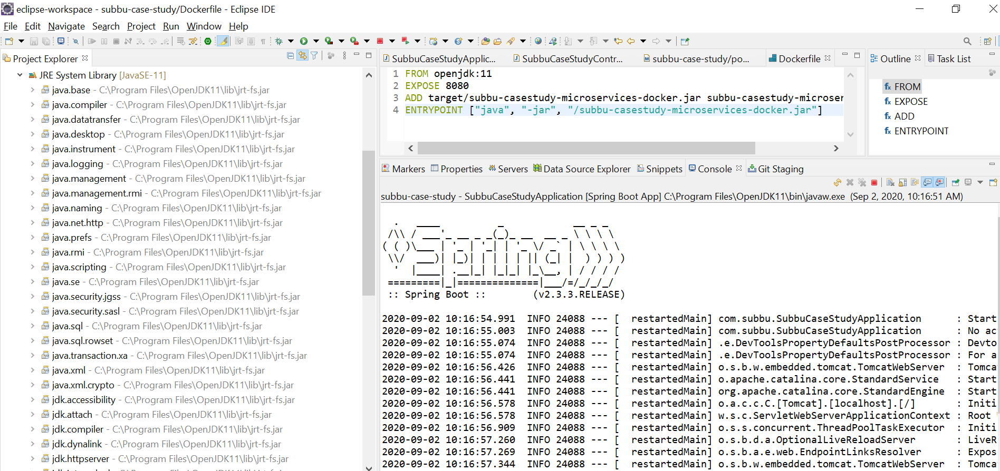 eclipse-workspace - subbu-case-study/Dockerfile - Eclipse IDE
File Edit Navigate Search Project Run Window Help
Project Explorer
JRE System Library [JavaSE-11]
java.base - C:\Program Files\OpenJDK11\lib\jrt-fs.jar
java.compiler - C:\Program Files\OpenJDK11\lib\jrt-fs.jar
java.datatransfer - C:\Program Files\OpenJDK11\lib\jrt-fs.jar
java.desktop - C:\Program Files\OpenJDK11\lib\jrt-fs.jar
java.instrument - C:\Program Files\OpenJDK11\lib\jrt-fs.jar
java.logging - C:\Program Files\OpenJDK11\lib\jrt-fs.jar
java.management - C:\Program Files\OpenJDK11\lib\jrt-fs.jar
java.management.rmi - C:\Program Files\OpenJDK11\lib\jrt-fs.jar
java.naming - C:\Program Files\OpenJDK11\lib\jrt-fs.jar
java.net.http - C:\Program Files\OpenJDK11\lib\jrt-fs.jar
java.prefs - C:\Program Files\OpenJDK11\lib\jrt-fs.jar
java.rmi - C:\Program Files\OpenJDK11\lib\jrt-fs.jar
java.scripting - C:\Program Files\OpenJDK11\lib\jrt-fs.jar
java.se - C:\Program Files\OpenJDK11\lib\jrt-fs.jar
java.security.jgss - C:\Program Files\OpenJDK11\lib\jrt-fs.jar
java.security.sasl - C:\Program Files\OpenJDK11\lib\jrt-fs.jar
java.sql - C:\Program Files\OpenJDK11\lib\jrt-fs.jar
java.sql.rowset - C:\Program Files\OpenJDK11\lib\jrt-fs.jar
java.transaction.xa - C:\Program Files\OpenJDK11\lib\jrt-fs.jar
java.xml - C:\Program Files\OpenJDK11\lib\jrt-fs.jar
java.xml.crypto - C:\Program Files\OpenJDK11\lib\jrt-fs.jar
jdk.accessibility - C:\Program Files\OpenJDK11\lib\jrt-fs.jar
jdk.attach - C:\Program Files\OpenJDK11\lib\jrt-fs.jar
jdk.compiler - C:\Program Files\OpenJDK11\lib\jrt-fs.jar
jdk.dynalink - C:\Program Files\OpenJDK11\lib\jrt-fs.jar
jdk.httpserver - C:\Program Files\OpenJDK11\lib\jrt-fs.jar
SubbuCaseStudyApplic... SubbuCaseStudyContr... subbu-case-study/po... Dockerfile
1 FROM openjdk:11
2 EXPOSE 8080
3 ADD target/subbu-casestudy-microservices-docker.jar subbu-casestudy-microser
4 ENTRYPOINT ["java", "-jar", "/subbu-casestudy-microservices-docker.jar"]
Outline Task List
FROM
EXPOSE
ADD
ENTRYPOINT
Markers Properties Servers Data Source Explorer Snippets Console Git Staging
subbu-case-study - SubbuCaseStudyApplication [Spring Boot App] C:\Program Files\OpenJDK11\bin\javaw.exe (Sep 2, 2020, 10:16:51 AM)
Spring
:: Spring Boot :: (v2.3.3.RELEASE)
2020-09-02 10:16:54.991 INFO 24088 --- [ restartedMain] com.subbu.SubbuCaseStudyApplication : Start
2020-09-02 10:16:55.003 INFO 24088 --- [ restartedMain] com.subbu.SubbuCaseStudyApplication : No ac
2020-09-02 10:16:55.074 INFO 24088 --- [ restartedMain] .e.DevToolsPropertyDefaultsPostProcessor : Devto
2020-09-02 10:16:55.074 INFO 24088 --- [ restartedMain] .e.DevToolsPropertyDefaultsPostProcessor : For a
2020-09-02 10:16:56.426 INFO 24088 --- [ restartedMain] o.s.b.w.embedded.tomcat.TomcatWebServer : Tomca
2020-09-02 10:16:56.441 INFO 24088 --- [ restartedMain] o.apache.catalina.core.StandardService : Start
2020-09-02 10:16:56.441 INFO 24088 --- [ restartedMain] org.apache.catalina.core.StandardEngine : Start
2020-09-02 10:16:56.578 INFO 24088 --- [ restartedMain] o.a.c.c.C.[Tomcat].[localhost].[/] : Initi
2020-09-02 10:16:56.578 INFO 24088 --- [ restartedMain] w.s.c.ServletWebServerApplicationContext : Root
2020-09-02 10:16:56.909 INFO 24088 --- [ restartedMain] o.s.s.concurrent.ThreadPoolTaskExecutor : Initi
2020-09-02 10:16:57.260 INFO 24088 --- [ restartedMain] o.s.b.d.a.OptionalLiveReloadServer : LiveR
2020-09-02 10:16:57.269 INFO 24088 --- [ restartedMain] o.s.b.a.e.web.EndpointLinksResolver : Expos
2020-09-02 10:16:57.344 INFO 24088 --- [ restartedMain] o.s.b.w.embedded.tomcat.TomcatWebServer : Tomca